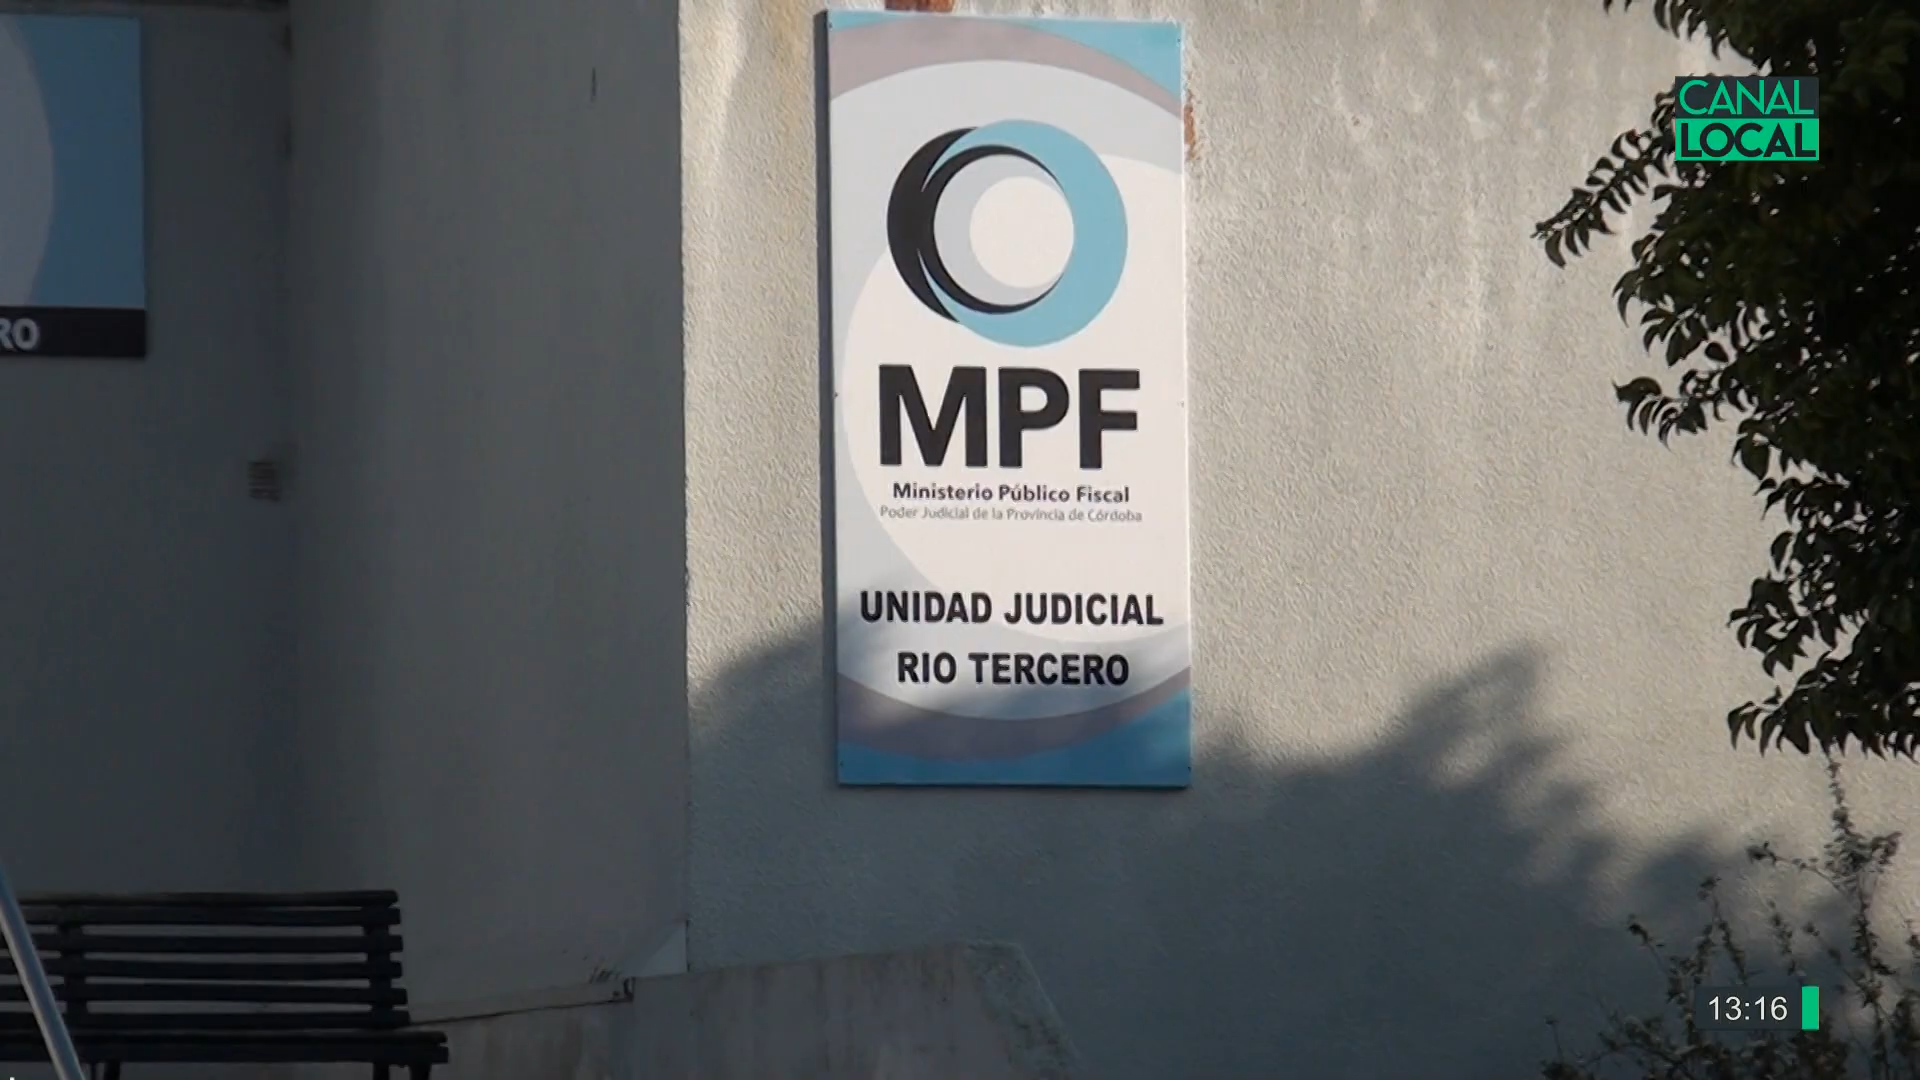 CANAL
LOCAL
RO
MPF
Ministerio Público Fiscal
Poder Judicial de la Provincia de Córdoba
UNIDAD JUDICIAL
RIO TERCERO
13:16